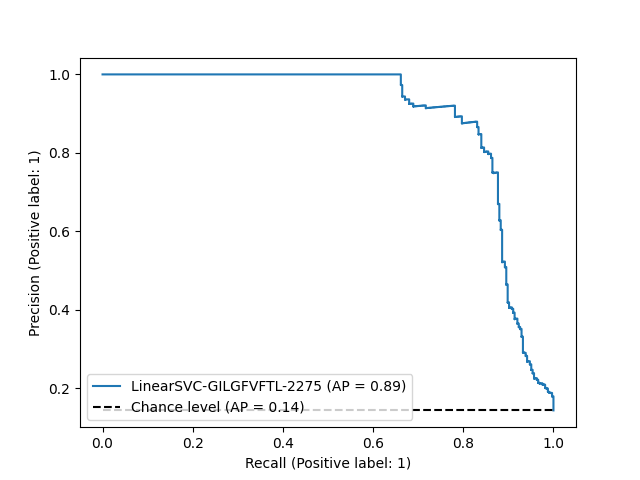 1.0
0.8
0.6
0.4
0.2
Precision (Positive label: 1)
LinearSVC-GILGFVFTL-2275 (AP = 0.89)
Chance level (AP = 0.14)
0.0 0.2 0.4 0.6 0.8 1.0
Recall (Positive label: 1)